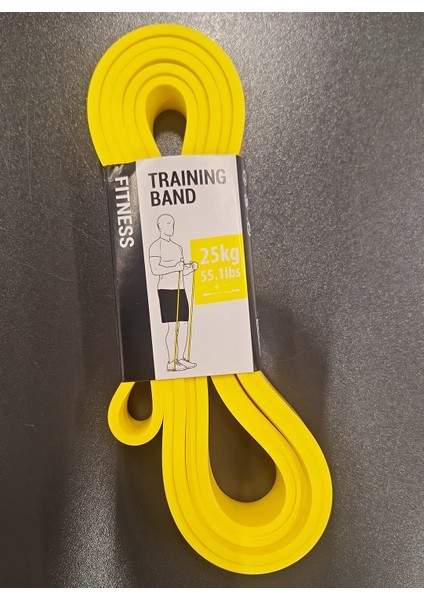 FITNESS
TRAINING
BAND
25kg
55.1lbs